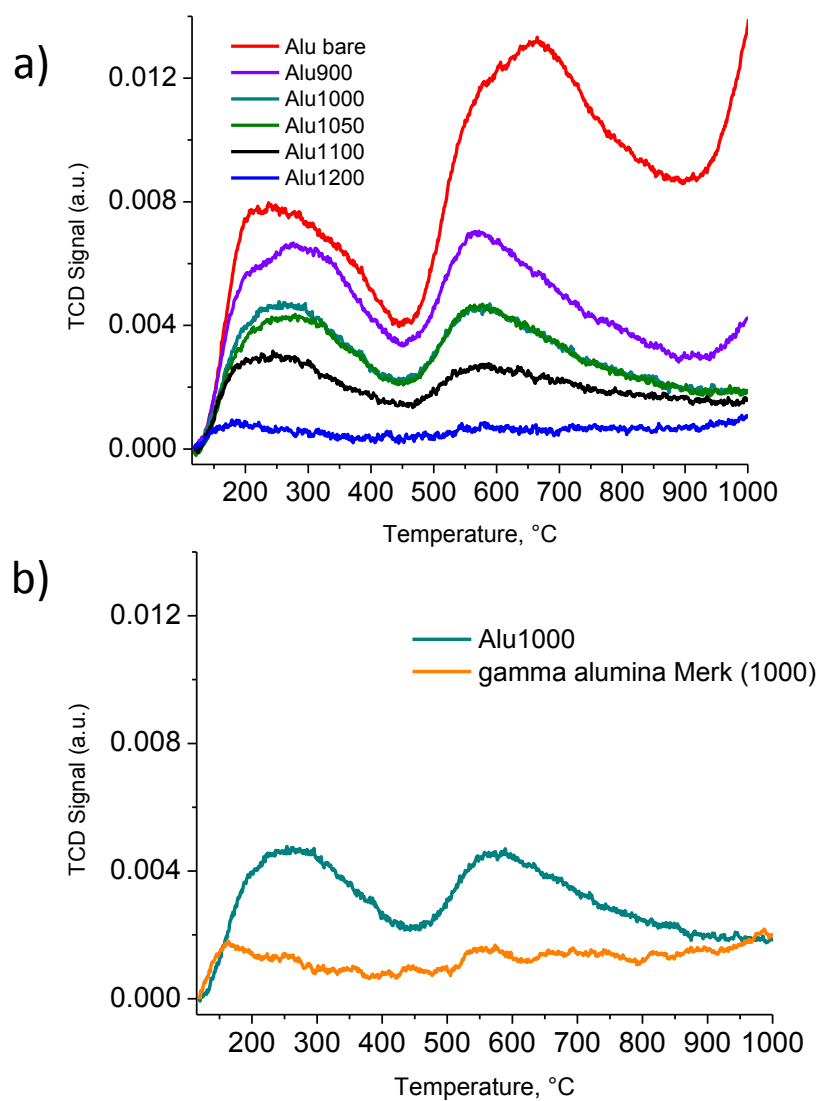 a)
Alu bare
Alu900
Alu1000
Alu1050
Alu1100
Alu1200
TCD Signal (a.u.)
0.012
0.008
0.004
0.000
200 300 400 500 600 700 800 900 1000
Temperature, °C
b)
Alu1000
gamma alumina Merk (1000)
TCD Signal (a.u.)
0.012
0.008
0.004
0.000
200 300 400 500 600 700 800 900 1000
Temperature, °C